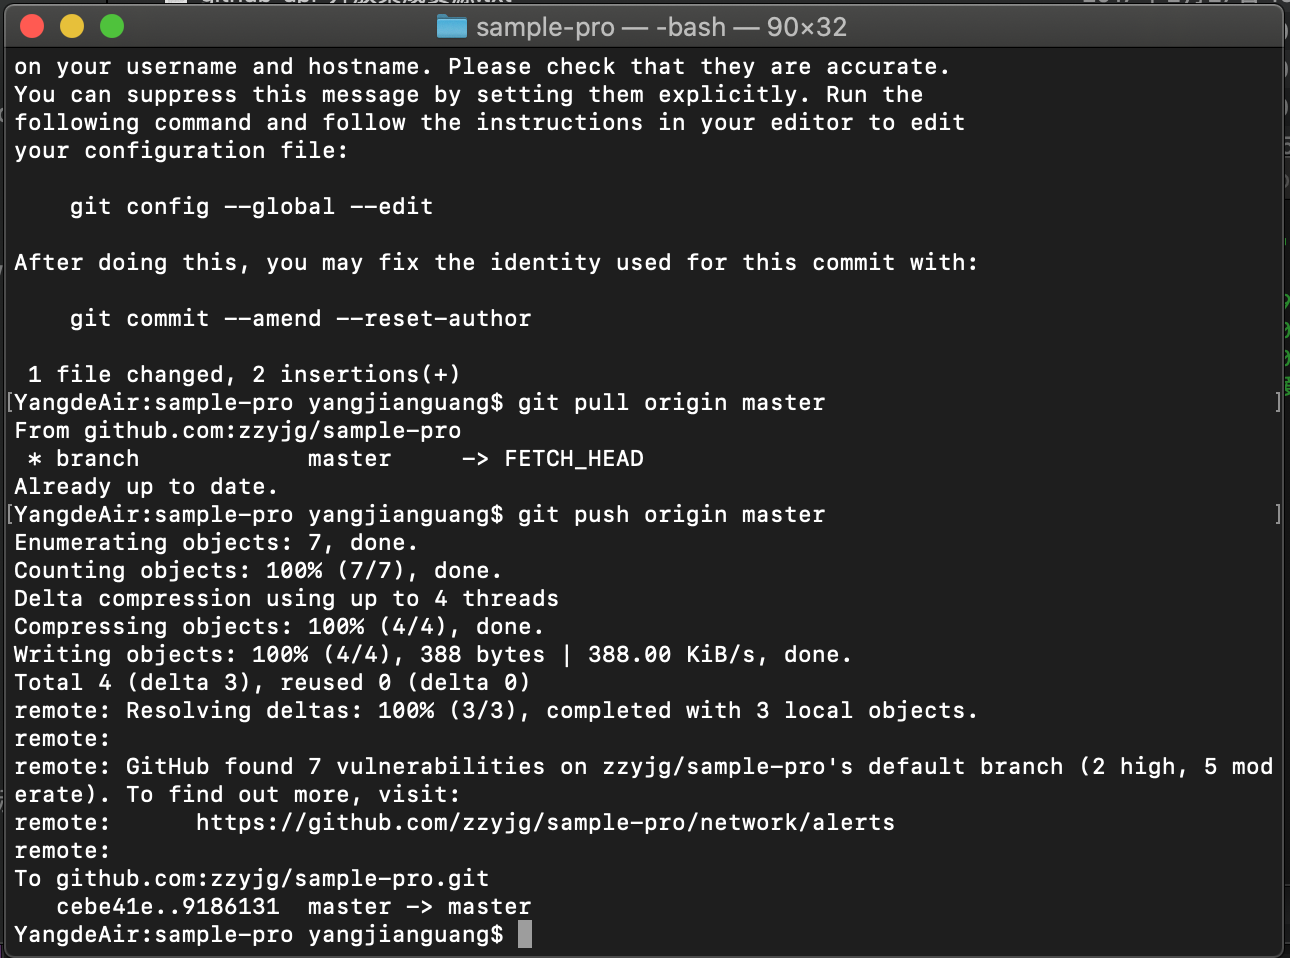 sample-pro — -bash — 90×32
on your username and hostname. Please check that they are accurate.
You can suppress this message by setting them explicitly. Run the
following command and follow the instructions in your editor to edit
your configuration file:
    git config --global --edit
After doing this, you may fix the identity used for this commit with:
    git commit --amend --reset-author
 1 file changed, 2 insertions(+)
[YangdeAir:sample-pro yangjianguang$ git pull origin master ]
From github.com:zzyjg/sample-pro
 * branch            master     -> FETCH_HEAD
Already up to date.
[YangdeAir:sample-pro yangjianguang$ git push origin master ]
Enumerating objects: 7, done.
Counting objects: 100% (7/7), done.
Delta compression using up to 4 threads
Compressing objects: 100% (4/4), done.
Writing objects: 100% (4/4), 388 bytes | 388.00 KiB/s, done.
Total 4 (delta 3), reused 0 (delta 0)
remote: Resolving deltas: 100% (3/3), completed with 3 local objects.
remote:
remote: GitHub found 7 vulnerabilities on zzyjg/sample-pro's default branch (2 high, 5 mod
erate). To find out more, visit:
remote:      https://github.com/zzyjg/sample-pro/network/alerts
remote:
To github.com:zzyjg/sample-pro.git
   cebe41e..9186131  master -> master
YangdeAir:sample-pro yangjianguang$